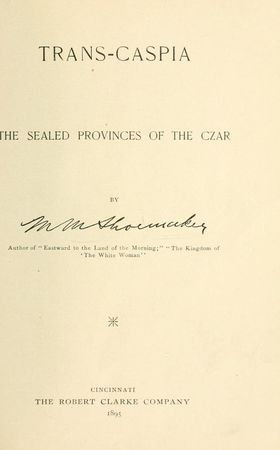 TRANS-CASPIA
THE SEALED PROVINCES OF THE CZAR
BY
M M Shoemaker
Author of "Eastward to the Land of the Morning;" "The Kingdom of
'The White Woman'"
CINCINNATI
THE ROBERT CLARKE COMPANY
1895